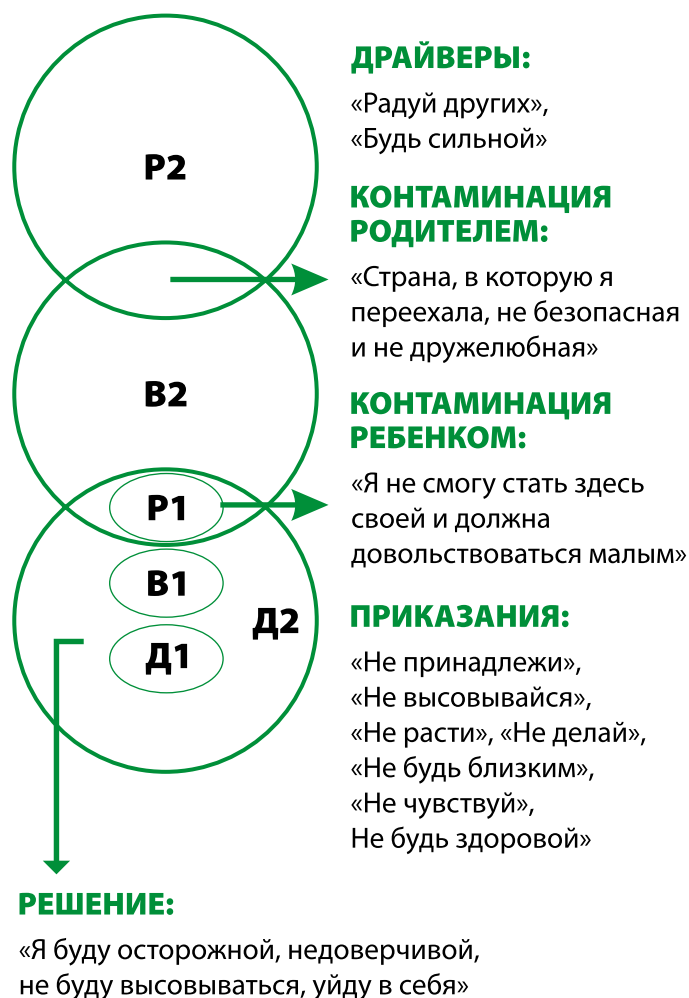 Р2
В2
Р1
В1
Д2
Д1
ДРАЙВЕРЫ:
«Радуй других»,
«Будь сильной»
КОНТАМИНАЦИЯ
РОДИТЕЛЕМ:
«Страна, в которую я
переехала, не безопасная
и не дружелюбная»
КОНТАМИНАЦИЯ
РЕБЕНКОМ:
«Я не смогу стать здесь
своей и должна
довольствоваться малым»
ПРИКАЗАНИЯ:
«Не принадлежи»,
«Не высовывайся»,
«Не расти», «Не делай»,
«Не будь близким»,
«Не чувствуй»,
Не будь здоровой»
РЕШЕНИЕ:
«Я буду осторожной, недоверчивой,
не буду высовываться, уйду в себя»